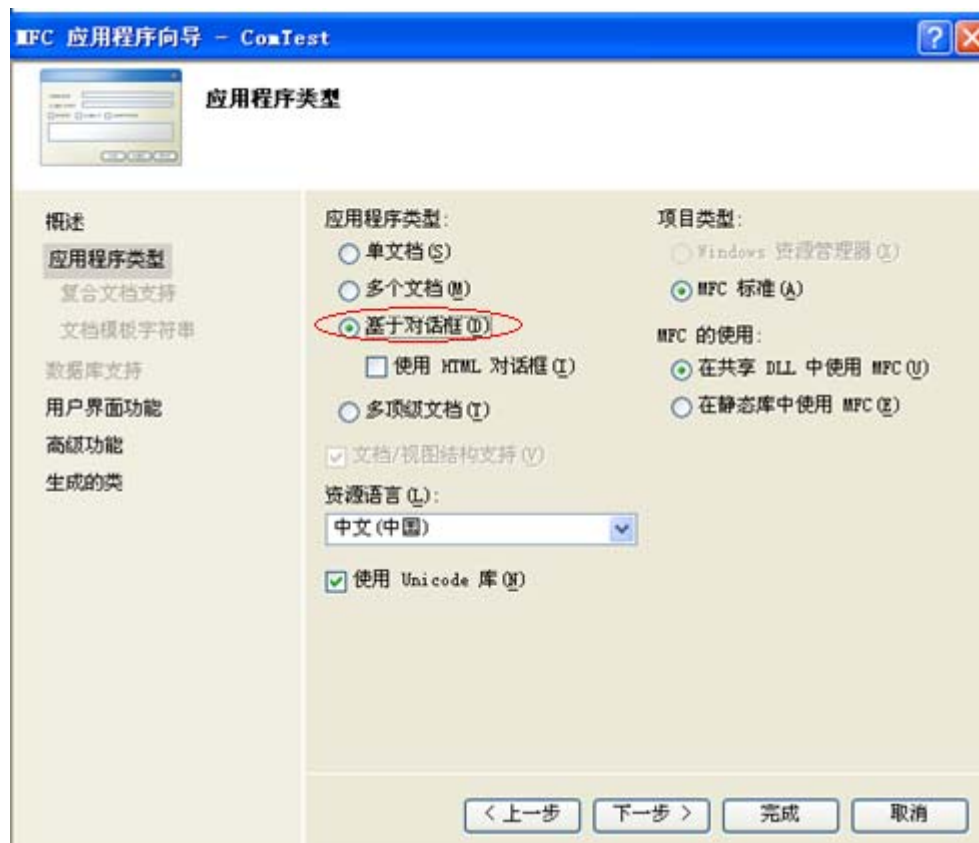 MFC 应用程序向导 - ComTest
应用程序类型
概述
应用程序类型
复合文档支持
文档模板字符串
数据库支持
用户界面功能
高级功能
生成的类
应用程序类型:
单文档(S)
多个文档(M)
基于对话框(D)
使用 HTML 对话框(I)
多顶级文档(T)
文档/视图结构支持(V)
资源语言(L):
中文(中国)
使用 Unicode 库(N)
项目类型:
Windows 资源管理器(X)
MFC 标准(A)
MFC 的使用:
在共享 DLL 中使用 MFC(U)
在静态库中使用 MFC(E)
< 上一步
下一步 >
完成
取消